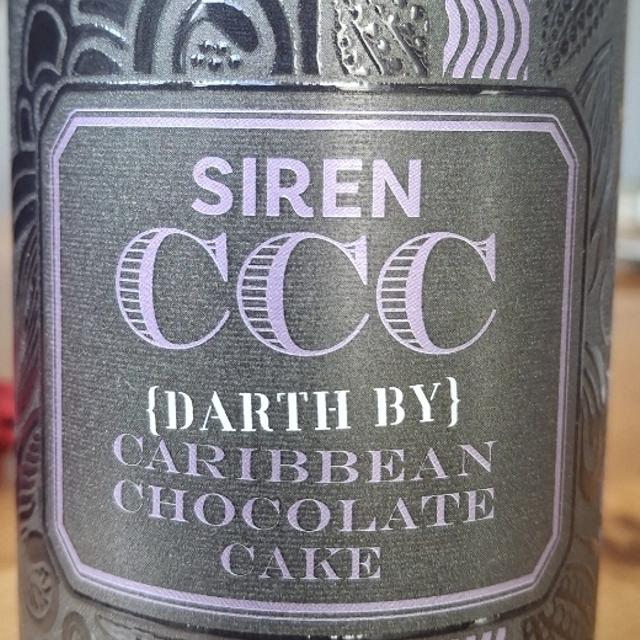 SIREN
CCC
{DARTH BY}
CARIBBEAN
CHOCOLATE
CAKE